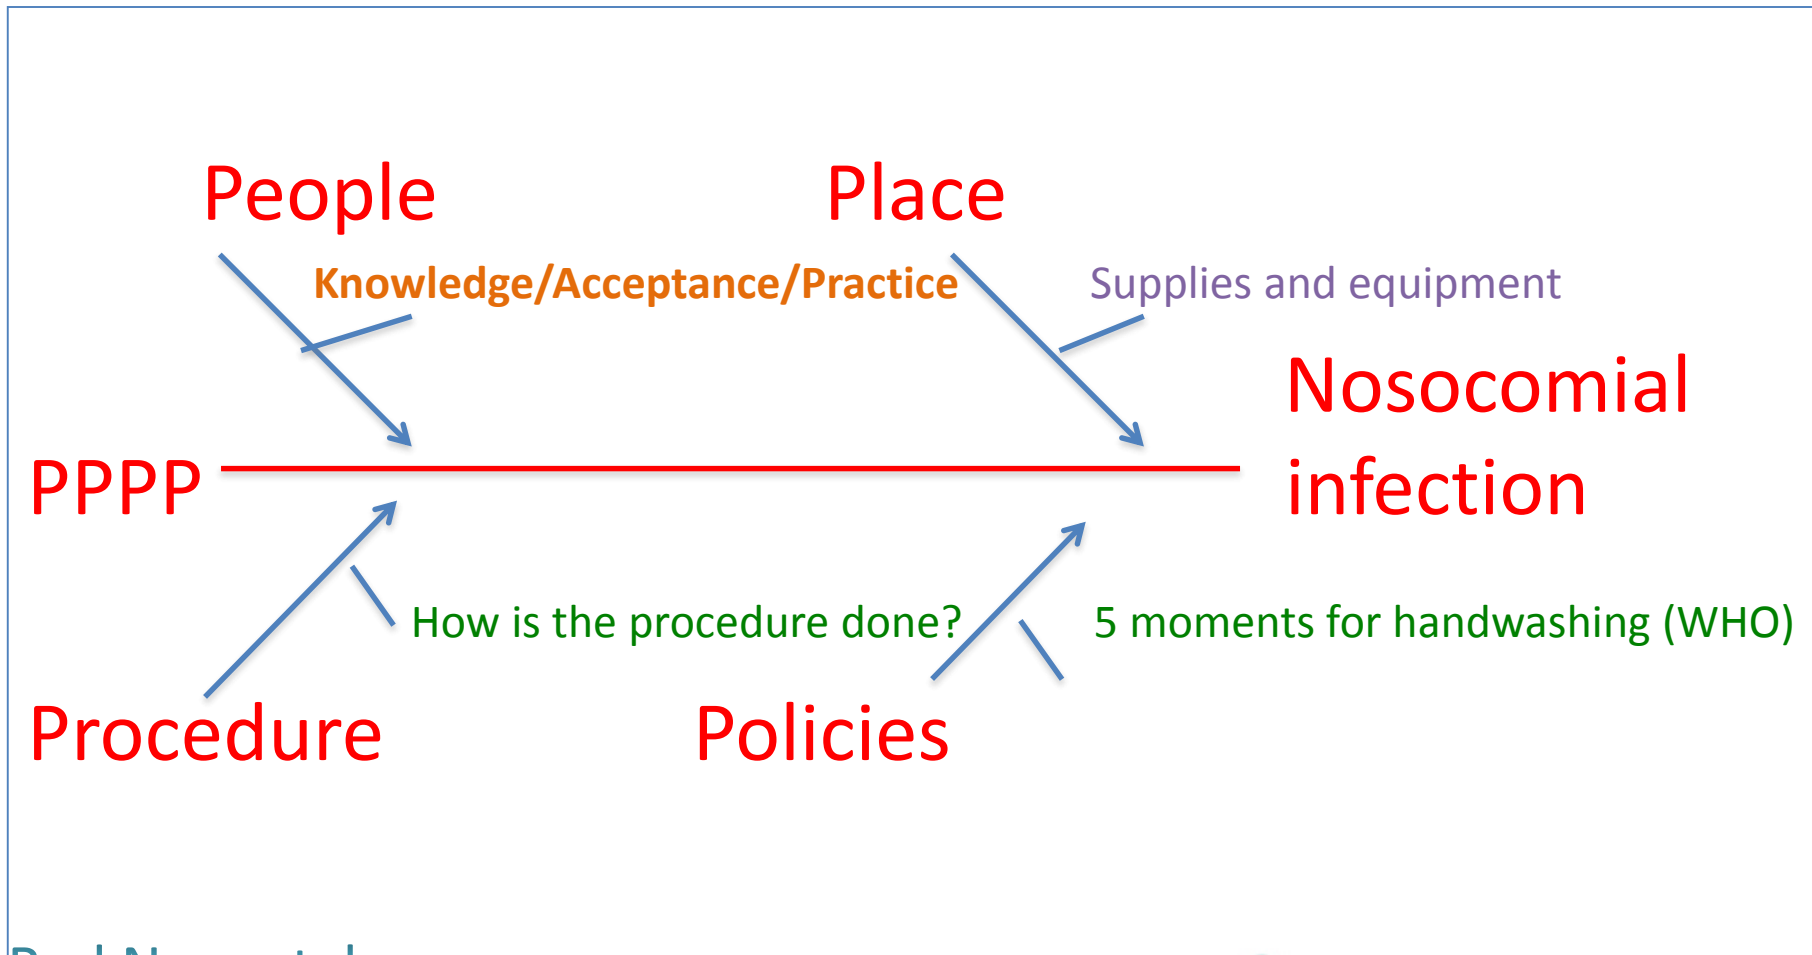 People
Place
Knowledge/Acceptance/Practice
Supplies and equipment
Nosocomial
infection
PPPP
How is the procedure done?
5 moments for handwashing (WHO)
Procedure
Policies